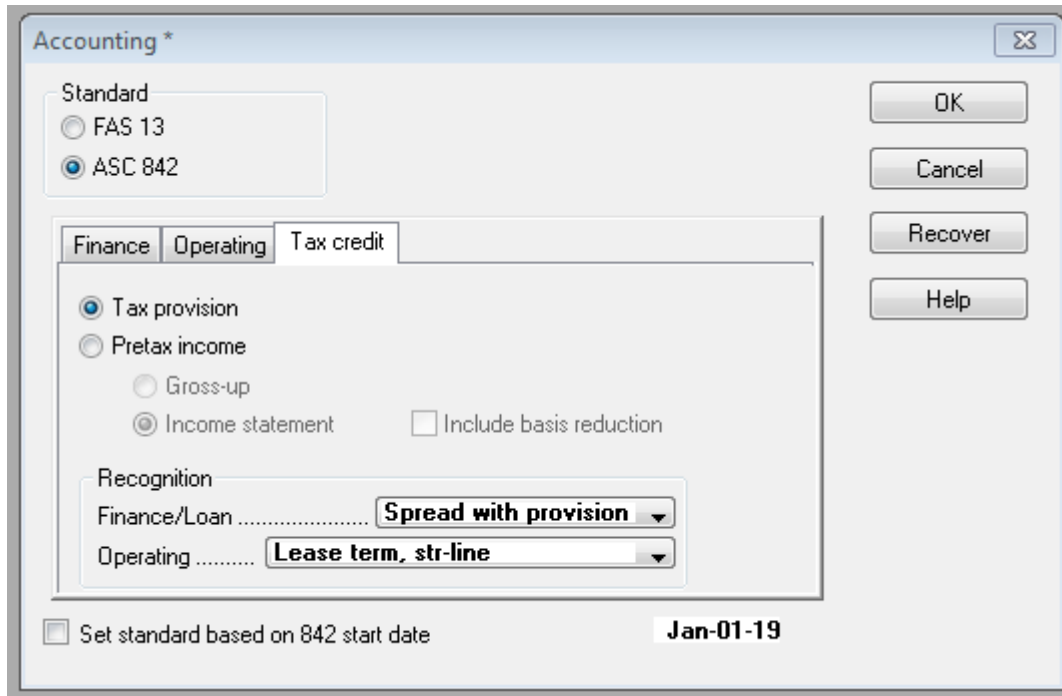 Accounting *
Standard
FAS 13
ASC 842
OK
Cancel
Recover
Help
Finance Operating Tax credit
Tax provision
Pretax income
Gross-up
Income statement Include basis reduction
Recognition
Finance/Loan ...................... Spread with provision
Operating .......... Lease term, str-line
Set standard based on 842 start date Jan-01-19